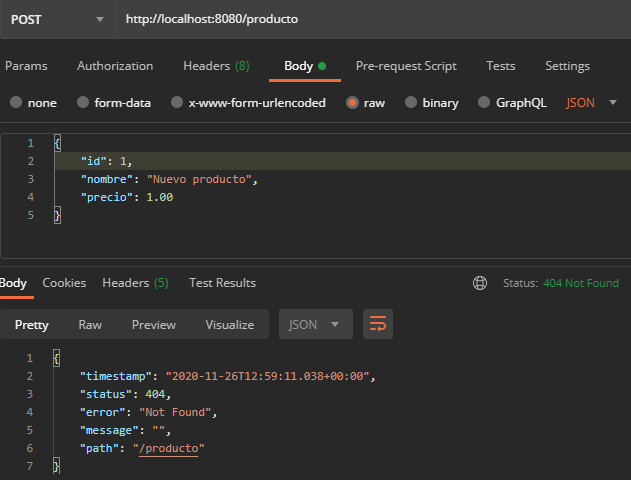 POST http://localhost:8080/producto
Params Authorization Headers (8) Body Pre-request Script Tests Settings
none form-data x-www-form-urlencoded raw binary GraphQL JSON
1 {
2 "id": 1,
3 "nombre": "Nuevo producto",
4 "precio": 1.00
5 }
Body Cookies Headers (5) Test Results Status: 404 Not Found
Pretty Raw Preview Visualize JSON
1 {
2 "timestamp": "2020-11-26T12:59:11.038+00:00",
3 "status": 404,
4 "error": "Not Found",
5 "message": "",
6 "path": "/producto"
7 }